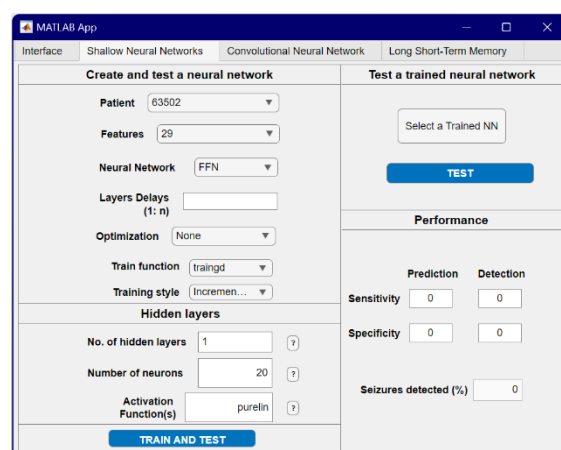 MATLAB App
Interface
Shallow Neural Networks
Convolutional Neural Network
Long Short-Term Memory
Create and test a neural network
Patient 63502
Features 29
Neural Network FFN
Layers Delays
(1: n)
Optimization None
Train function traingd
Training style Incremen...
Hidden layers
No. of hidden layers 1 ?
Number of neurons 20 ?
Activation
Function(s) purelin ?
TRAIN AND TEST
Test a trained neural network
Select a Trained NN
TEST
Performance
Prediction Detection
Sensitivity 0 0
Specificity 0 0
Seizures detected (%) 0